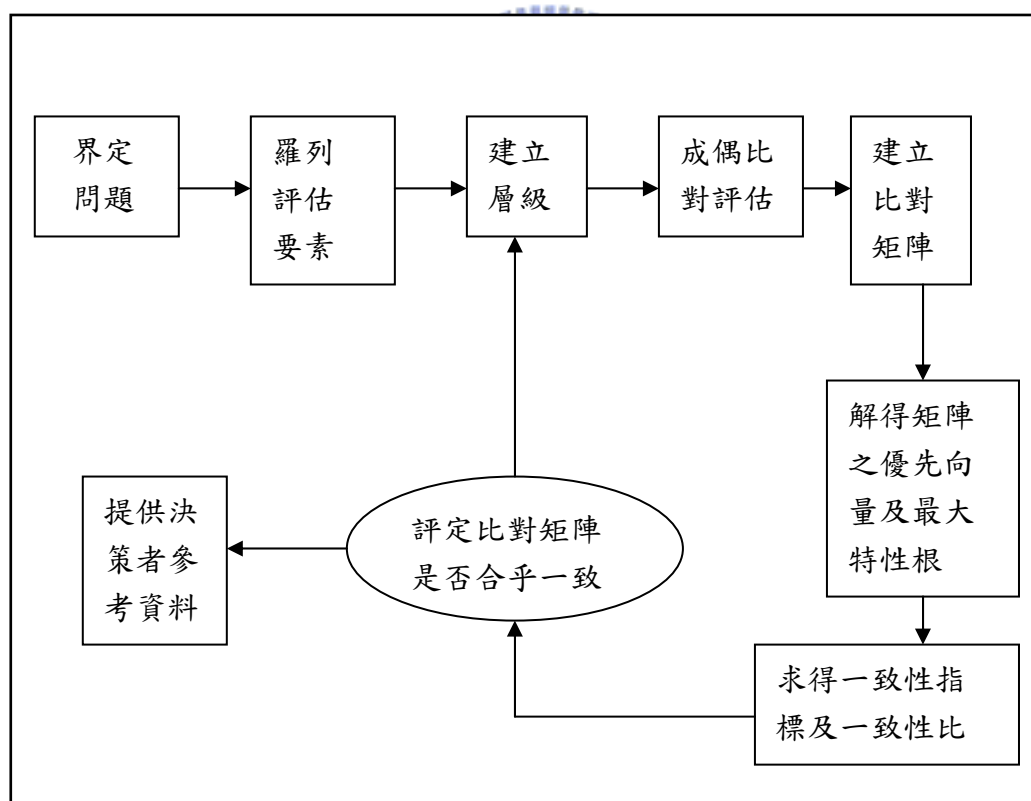 界定
問題
羅列
評估
要素
建立
層級
成偶比
對評估
建立
比對
矩陣
解得矩陣
之優先向
量及最大
特性根
求得一致性指
標及一致性比
評定比對矩陣
是否合乎一致
提供決
策者參
考資料